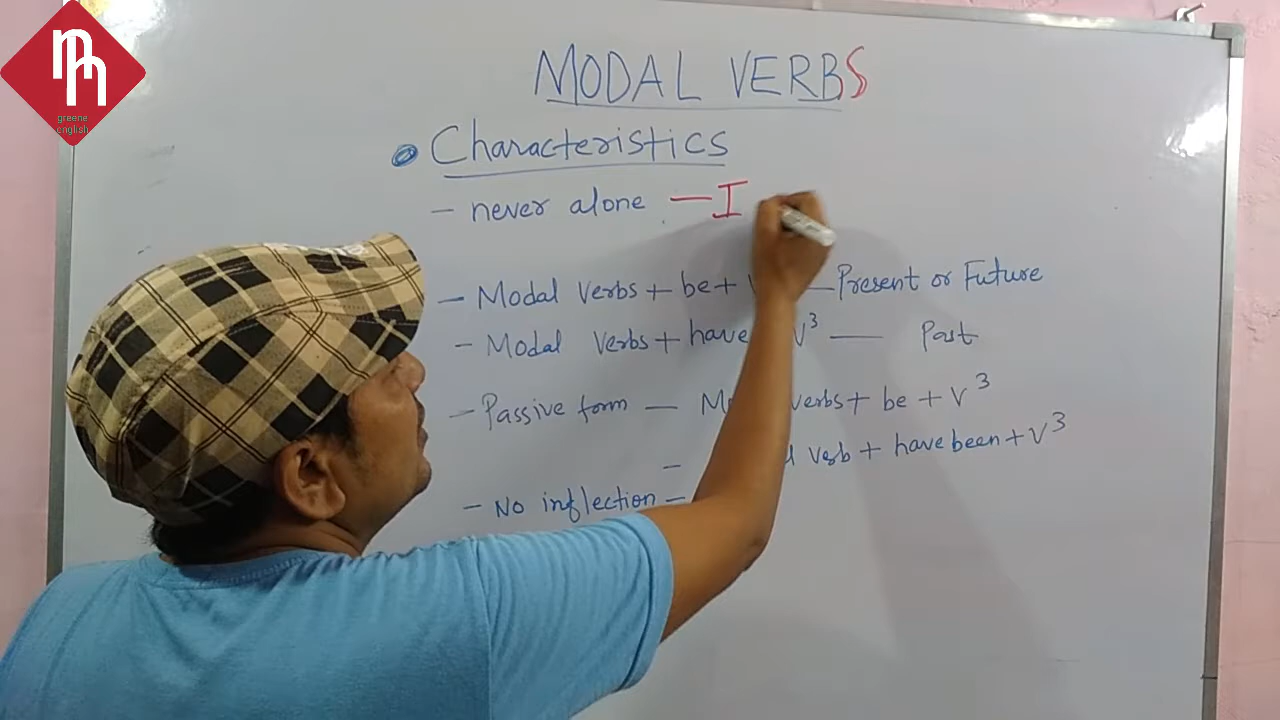 greene
english
MODAL VERBS
Characteristics
- never alone — I
- Modal Verbs + be + — Present or Future
- Modal Verbs + have V³ — Past
- Passive form — verbs + be + V³
- verb + have been + V³
- No inflection -